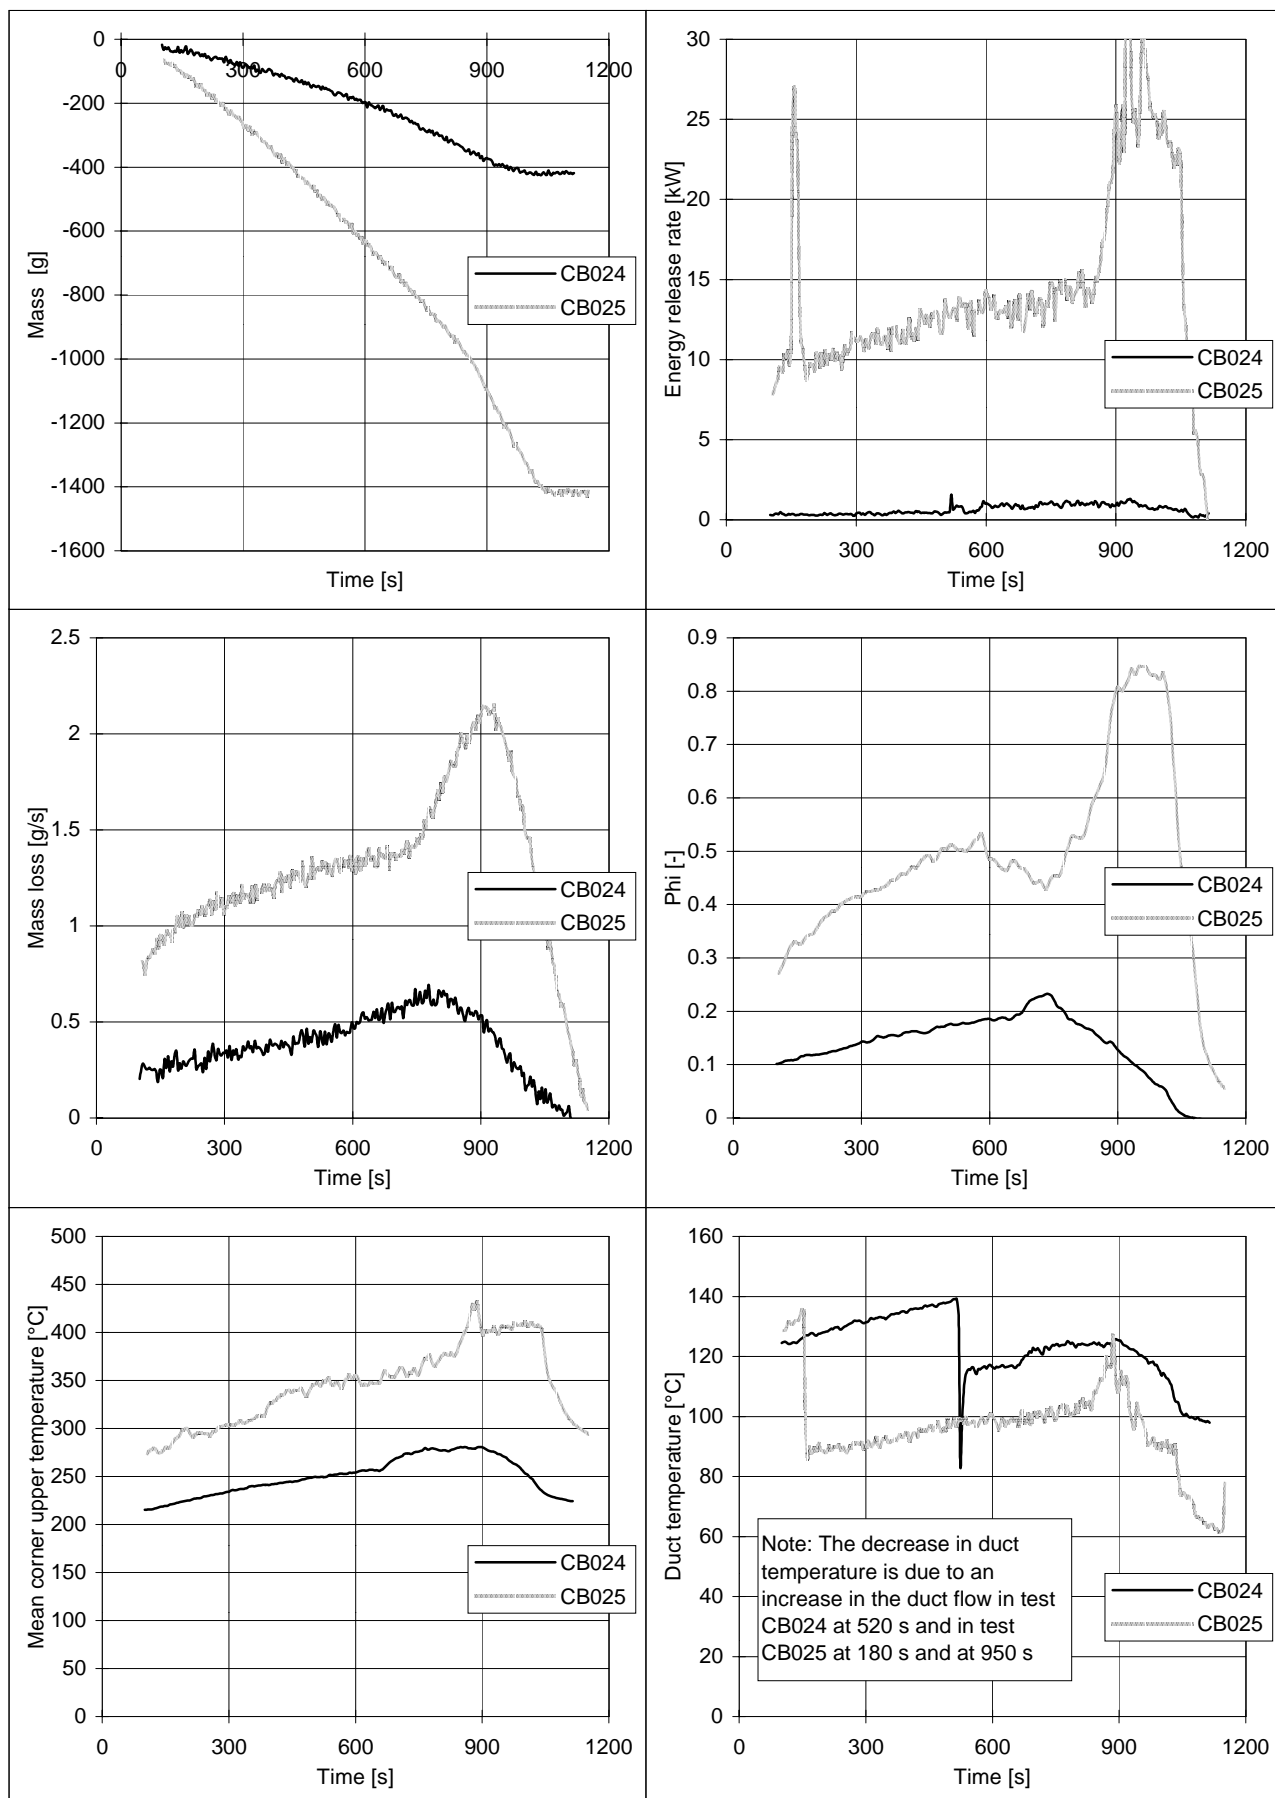 0
-200
-400
-600
-800
-1000
-1200
-1400
-1600
0
300
600
900
1200
Mass [g]
Time [s]
CB024
CB025
30
25
20
15
10
5
0
0
300
600
900
1200
Energy release rate [kW]
Time [s]
CB024
CB025
2.5
2
1.5
1
0.5
0
0
300
600
900
1200
Mass loss [g/s]
Time [s]
CB024
CB025
0.9
0.8
0.7
0.6
0.5
0.4
0.3
0.2
0.1
0
0
300
600
900
1200
Phi [-]
Time [s]
CB024
CB025
500
450
400
350
300
250
200
150
100
50
0
0
300
600
900
1200
Mean corner upper temperature [°C]
Time [s]
CB024
CB025
160
140
120
100
80
60
40
20
0
0
300
600
900
1200
Duct temperature [°C]
Time [s]
Note: The decrease in duct
temperature is due to an
increase in the duct flow in test
CB024 at 520 s and in test
CB025 at 180 s and at 950 s
CB024
CB025